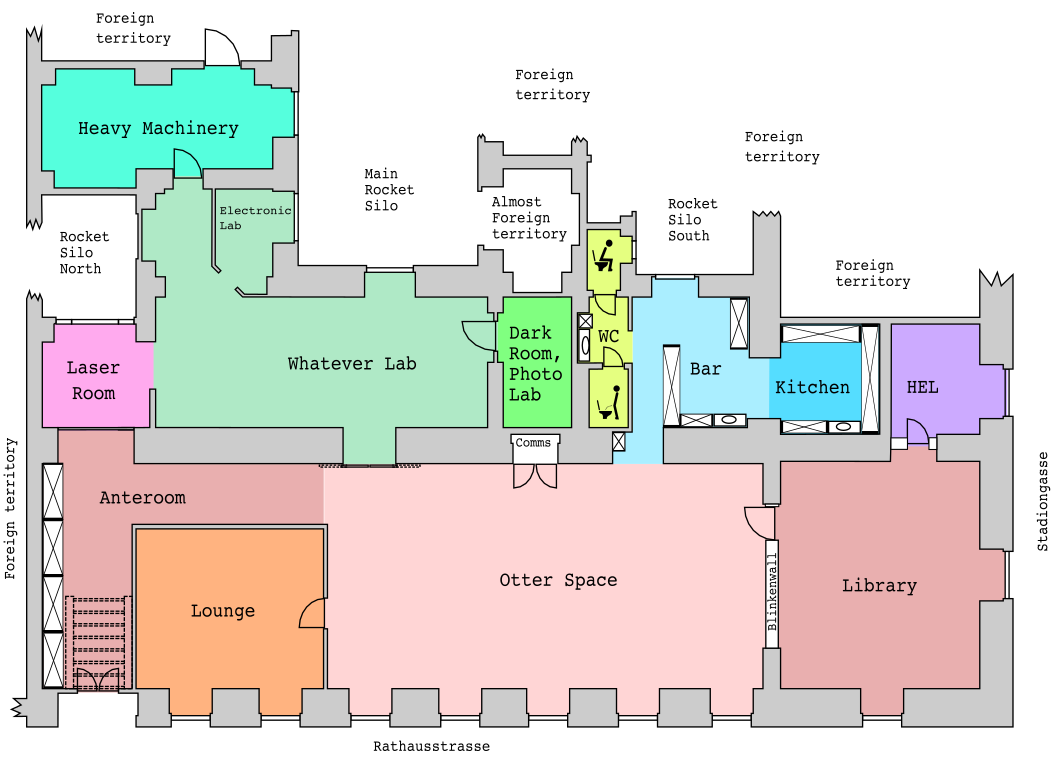 Foreign
territory
Foreign
territory
Heavy Machinery
Foreign
territory
Main
Rocket
Silo
Almost
Foreign
territory
Rocket
Silo
South
Electronic
Lab
Rocket
Silo
North
Foreign
territory
Laser
Room
Whatever Lab
Dark
Room,
Photo
Lab
WC
Bar
Kitchen
HEL
Comms
Anteroom
Foreign territory
Stadiongasse
Otter Space
Blinkenwall
Library
Lounge
Rathausstrasse